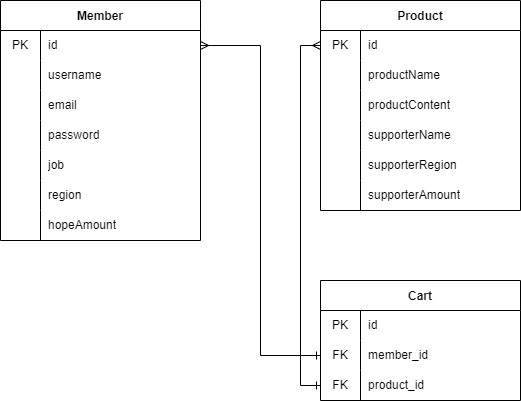 Member
PK id
username
email
password
job
region
hopeAmount
Product
PK id
productName
productContent
supporterName
supporterRegion
supporterAmount
Cart
PK id
FK member_id
FK product_id